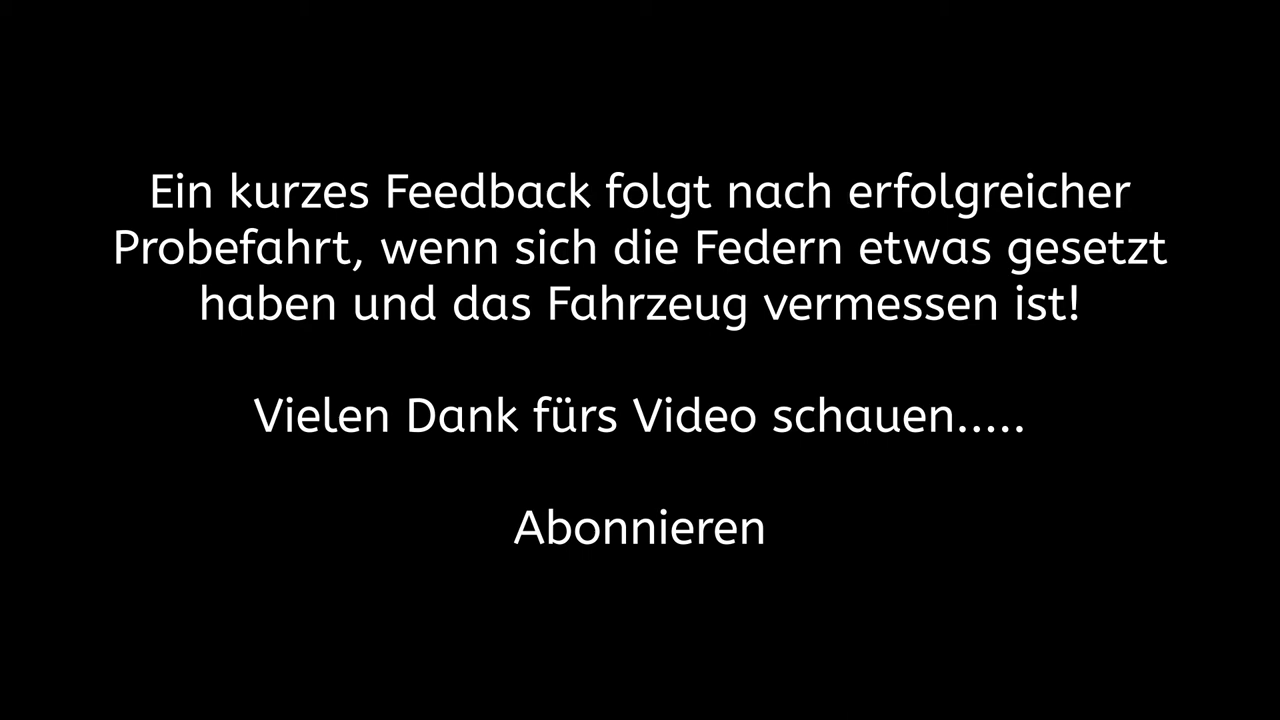 Ein kurzes Feedback folgt nach erfolgreicher
Probefahrt, wenn sich die Federn etwas gesetzt
haben und das Fahrzeug vermessen ist!
Vielen Dank fürs Video schauen.....
Abonnieren